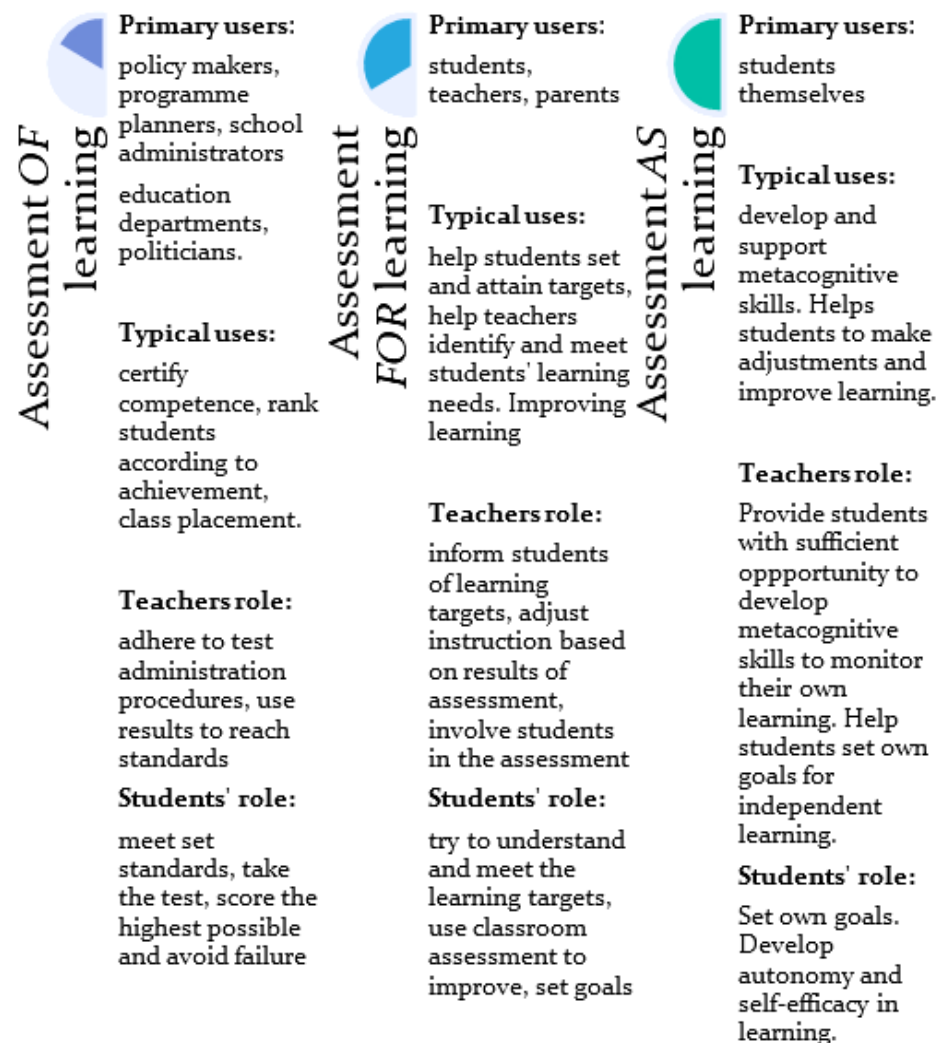 Assessment OF
learning
Primary users:
policy makers,
programme
planners, school
administrators
education
departments,
politicians.
Typical uses:
certify
competence, rank
students
according to
achievement,
class placement.
Teachers role:
adhere to test
administration
procedures, use
results to reach
standards
Students' role:
meet set
standards, take
the test, score the
highest possible
and avoid failure
Assessment
FOR learning
Primary users:
students,
teachers, parents
Typical uses:
help students set
and attain targets,
help teachers
identify and meet
students' learning
needs. Improving
learning
Teachers role:
inform students
of learning
targets, adjust
instruction based
on results of
assessment,
involve students
in the assessment
Students' role:
try to understand
and meet the
learning targets,
use classroom
assessment to
improve, set goals
Assessment AS
learning
Primary users:
students
themselves
Typical uses:
develop and
support
metacognitive
skills. Helps
students to make
adjustments and
improve learning.
Teachers role:
Provide students
with sufficient
oppportunity to
develop
metacognitive
skills to monitor
their own
learning. Help
students set own
goals for
independent
learning.
Students' role:
Set own goals.
Develop
autonomy and
self-efficacy in
learning.